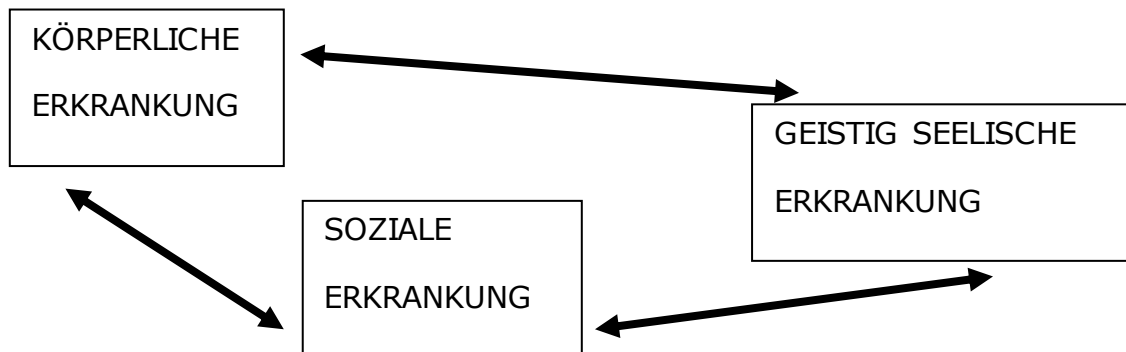 KÖRPERLICHE
ERKRANKUNG
GEISTIG SEELISCHE
ERKRANKUNG
SOZIALE
ERKRANKUNG